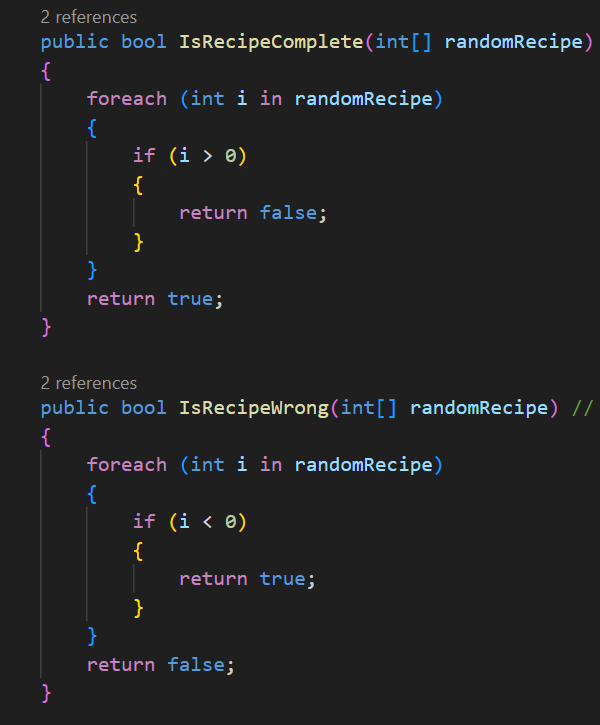 2 references
public bool IsRecipeComplete(int[] randomRecipe)
{
foreach (int i in randomRecipe)
{
if (i > 0)
{
return false;
}
}
return true;
}
2 references
public bool IsRecipeWrong(int[] randomRecipe) //
{
foreach (int i in randomRecipe)
{
if (i < 0)
{
return true;
}
}
return false;
}